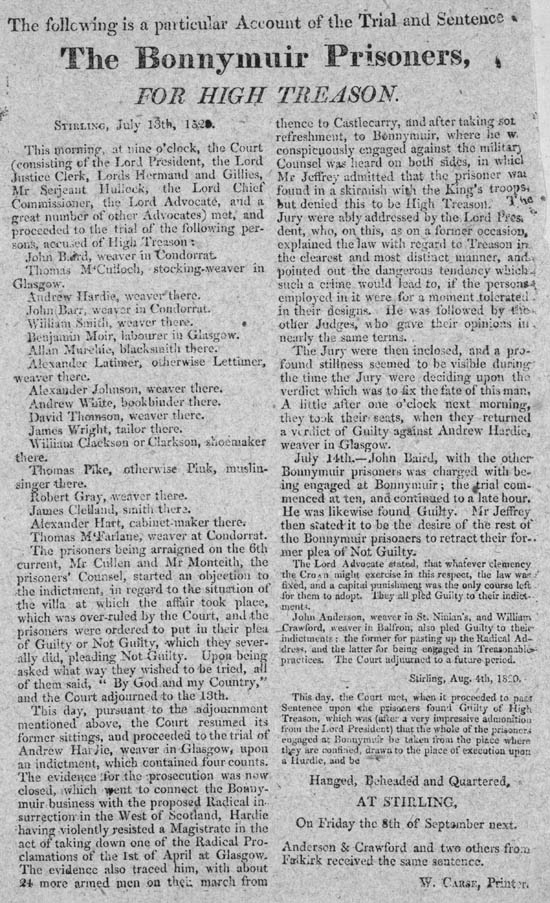 The following is a particular Account of the Trial and Sentence
The Bonnymuir Prisoners,
FOR HIGH TREASON.
STIRLING, July 13th, 1820.
This morning, at nine o'clock, the Court
(consisting of the Lord President, the Lord
Justice Clerk, Lords Hermand and Gillies,
Mr Serjeant Hullock, the Lord Chief
Commissioner, the Lord Advocate, and a
great number of other Advocates) met, and
proceeded to the trial of the following per-
sons, accused of High Treason:
John Baird, weaver in Condorrat.
Thomas M'Culloch, stocking-weaver in
Glasgow.
Andrew Hardie, weaver there.
John Barr, weaver in Condorrat.
William Smith, weaver there.
Benjamin Moir, labourer in Glasgow.
Allan Murchie, blacksmith there.
Alexander Latimer, otherwise Lettimer,
weaver there.
Alexander Johnson, weaver there.
Andrew White, bookbinder there.
David Thomson, weaver there.
James Wright, tailor there.
William Clackson or Clarkson, shoemaker
there.
Thomas Pike, otherwise Pink, muslin-
singer there.
Robert Gray, weaver there.
James Clelland, smith there.
Alexander Hart, cabinet-maker there.
Thomas M'Farlane, weaver at Condorrat.
The prisoners being arraigned on the 6th
current, Mr Cullen and Mr Monteith, the
prisoners' Counsel, started an objection to
the indictment, in regard to the situation of
the villa at which the affair took place,
which was over-ruled by the Court, and the
prisoners were ordered to put in their plea
of Guilty or Not Guilty, which they sever-
ally did, pleading Not Guilty. Upon being
asked what way they wished to be tried, all
of them said, " By God and my Country,"
and the Court adjourned to the 13th.
This day, pursuant to the adjournment
mentioned above, the Court resumed its
former sittings, and proceeded to the trial of
Andrew Hardie, weaver in Glasgow, upon
an indictment, which contained four counts.
The evidence for the prosecution was now
closed, which went to connect the Bonny-
muir business with the proposed Radical in-
surrection in the West of Scotland, Hardie
having violently resisted a Magistrate in the
act of taking down one of the Radical Pro-
clamations of the 1st of April at Glasgow.
The evidence also traced him, with about
24 more armed men on their march from
thence to Castlecarry, and after taking
refreshment, to Bonnymuir, where he w
conspicuously engaged against the military
Counsel was heard on both sides, in which
Mr Jeffrey admitted that the prisoner was
found in a skirmish with the King's troops,
but denied this to be High Treason. The
Jury were ably addressed by the Lord Pres
dent, who, on this, as on a former occasion,
explained the law with regard to Treason in
the clearest and most distinct manner, and
pointed out the dangerous tendency which
such a crime would lead to, if the persons
employed in it were for a moment tolerated
in their designs. He was followed by the
other Judges, who gave their opinions in
nearly the same terms.
The Jury were then inclosed, and a pro-
found stillness seemed to be visible during
the time the Jury were deciding upon the
verdict which was to fix the fate of this man.
A little after one o'clock next morning,
they took their seats, when they returned
a verdict of Guilty against Andrew Hardie,
weaver in Glasgow.
July 14th.—John Baird, with the other
Bonnymuir prisoners was charged with be-
ing engaged at Bonnymuir; the trial com-
menced at ten, and continued to a late hour.
He was likewise found Guilty. Mr Jeffrey
then stated it to be the desire of the rest of
the Bonnymuir prisoners to retract their for-
mer plea of Not Guilty.
The Lord Advocate stated, that whatever clemency
the Crown might exercise in this respect, the law was
fixed, and a capital punishment was the only course left
for them to adopt. They all pled Guilty to their indict-
ments.
John Anderson, weaver in St. Ninian's, and William
Crawford, weaver in Balfron, also pled Guilty to their
indictments: the former for pasting up the Radical Ad-
dress, and the latter for being engaged in Treasonable
practices. The Court adjourned to a future period.
Stirling, Aug. 4th, 1820.
This day, the Court met, when it proceeded to pass
Sentence upon the prisoners found Guilty of High
Treason, which was (after a very impressive admonition
from the Lord President) that the whole of the prisoners
engaged at Bonnymuir be taken from the place where
they are confined, drawn to the place of execution upon
a Hurdle, and be
Hanged, Beheaded and Quartered,
AT STIRLING,
On Friday the 8th of September next.
Anderson & Crawford and two others from
Falkirk received the same sentence.
W. CARSE, Printer.